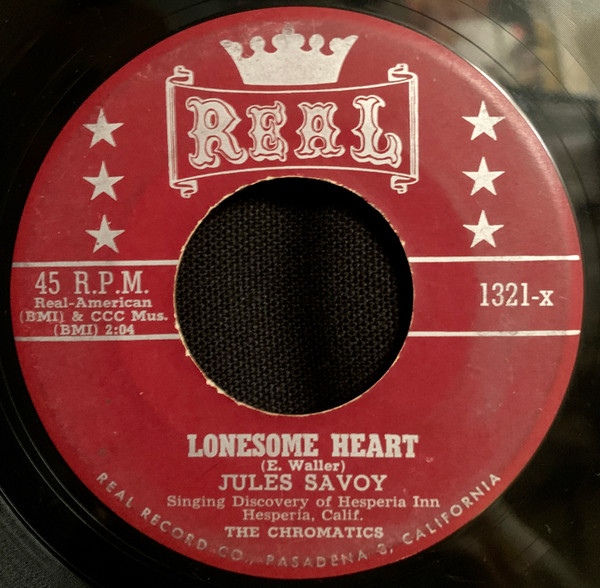 REAL
45 R.P.M.
Real-American
(BMI) & CCC Mus.
(BMI) 2:04
1321-x
LONESOME HEART
(E. Waller)
JULES SAVOY
Singing Discovery of Hesperia Inn
Hesperia, Calif.
THE CHROMATICS
REAL RECORD CO., PASADENA 3, CALIFORNIA